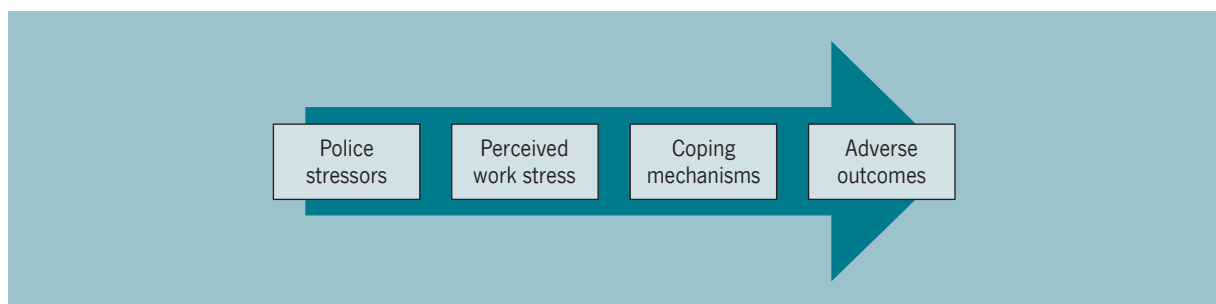 Police
stressors
Perceived
work stress
Coping
mechanisms
Adverse
outcomes